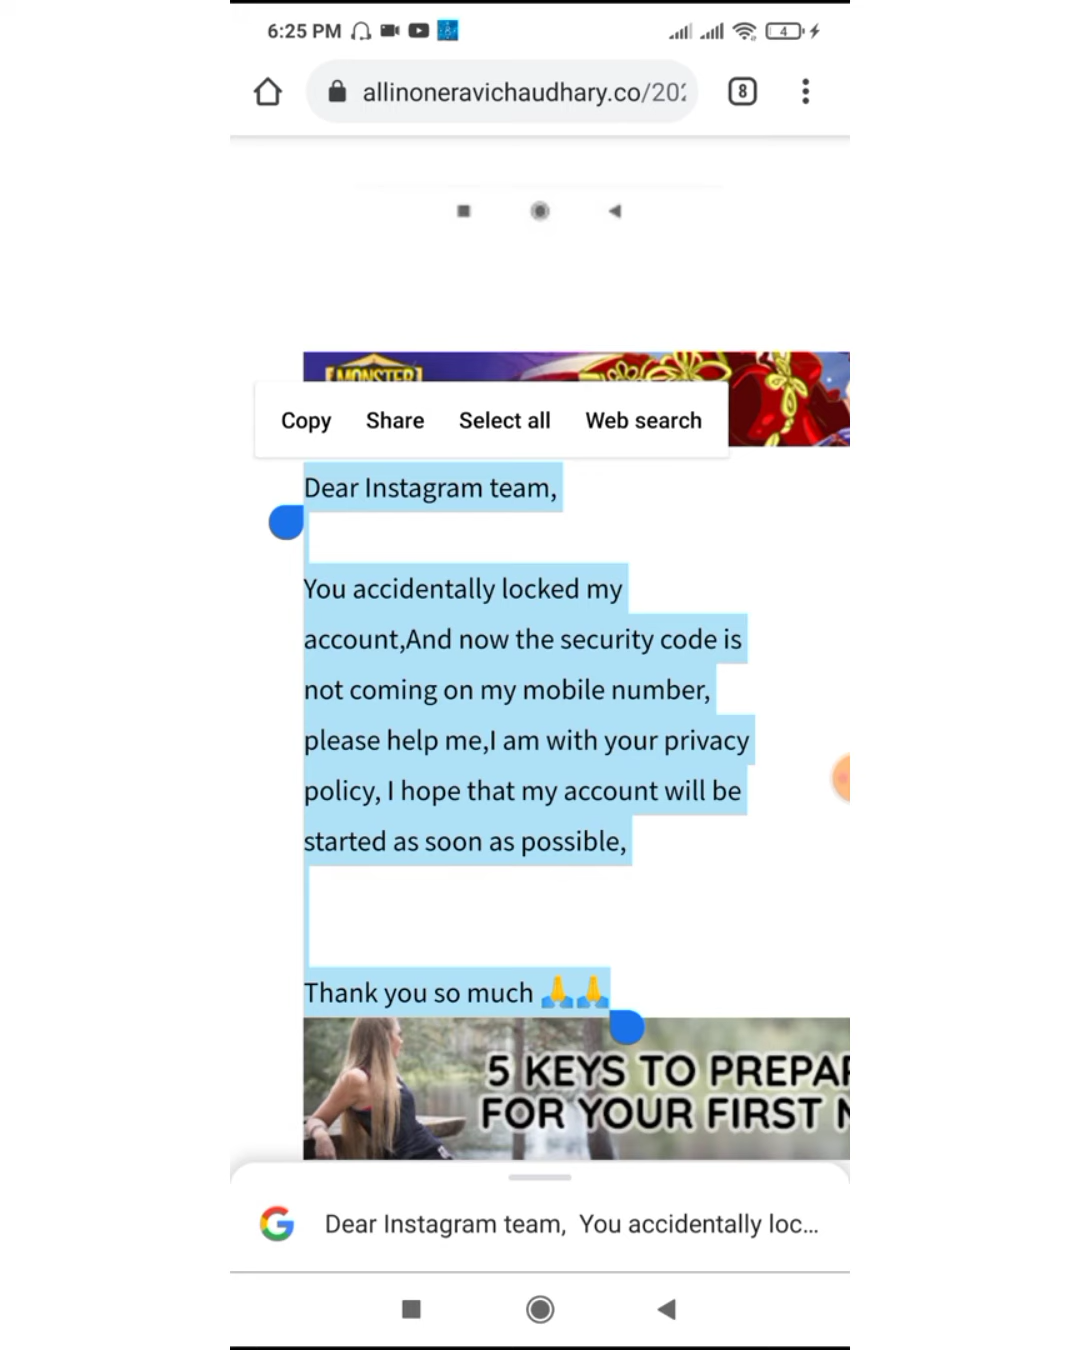 6:25 PM
4
allinoneravichaudhary.co/202
8
MONSTER
Copy Share Select all Web search
Dear Instagram team,
You accidentally locked my
account,And now the security code is
not coming on my mobile number,
please help me,I am with your privacy
policy, I hope that my account will be
started as soon as possible,
Thank you so much 🙏🙏
5 KEYS TO PREPAR
FOR YOUR FIRST
Dear Instagram team, You accidentally loc...